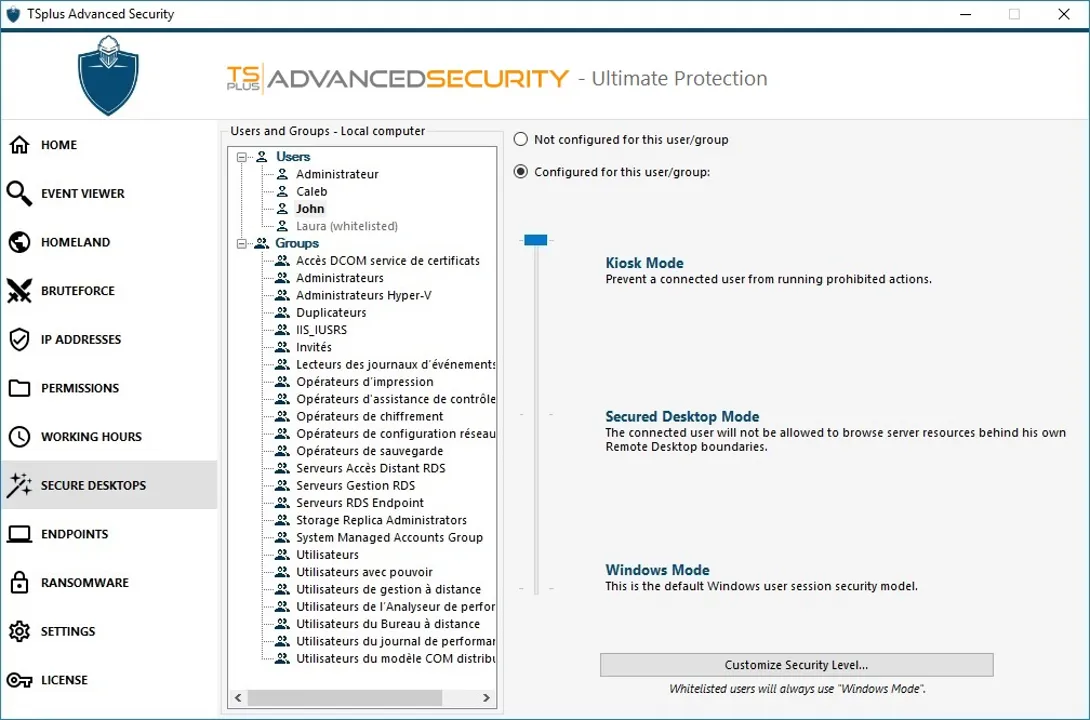 TSplus Advanced Security
TS PLUS ADVANCEDSECURITY - Ultimate Protection
HOME
EVENT VIEWER
HOMELAND
BRUTEFORCE
IP ADDRESSES
PERMISSIONS
WORKING HOURS
SECURE DESKTOPS
ENDPOINTS
RANSOMWARE
SETTINGS
LICENSE
Users and Groups - Local computer
Users
Administrateur
Caleb
John
Laura (whitelisted)
Groups
Accès DCOM service de certificats
Administrateurs
Administrateurs Hyper-V
Duplicateurs
IIS_IUSRS
Invités
Lecteurs des journaux d'événements
Opérateurs d'impression
Opérateurs d'assistance de contrôle
Opérateurs de chiffrement
Opérateurs de configuration réseau
Opérateurs de sauvegarde
Serveurs Accès Distant RDS
Serveurs Gestion RDS
Serveurs RDS Endpoint
Storage Replica Administrators
System Managed Accounts Group
Utilisateurs
Utilisateurs avec pouvoir
Utilisateurs de gestion à distance
Utilisateurs de l'Analyseur de perfor
Utilisateurs du Bureau à distance
Utilisateurs du journal de performan
Utilisateurs du modèle COM distribu
Not configured for this user/group
Configured for this user/group:
Kiosk Mode
Prevent a connected user from running prohibited actions.
Secured Desktop Mode
The connected user will not be allowed to browse server resources behind his own
Remote Desktop boundaries.
Windows Mode
This is the default Windows user session security model.
Customize Security Level...
Whitelisted users will always use "Windows Mode".